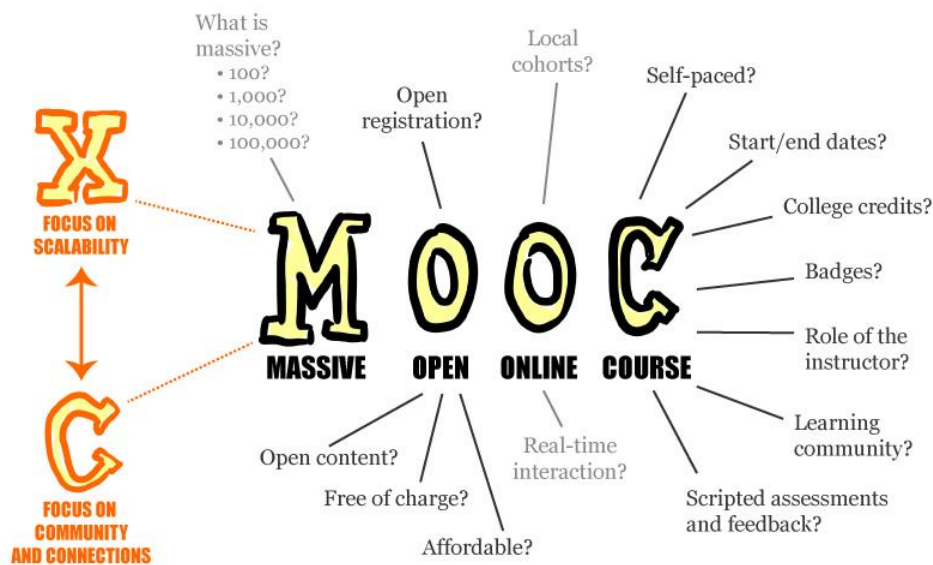 What is
massive?
• 100?
• 1,000?
• 10,000?
• 100,000?
Open
registration?
Local
cohorts?
Self-paced?
Start/end dates?
College credits?
Badges?
Role of the
instructor?
Learning
community?
Scripted assessments
and feedback?
X
FOCUS ON
SCALABILITY
C
FOCUS ON
COMMUNITY
AND CONNECTIONS
MOOC
MASSIVE OPEN ONLINE COURSE
Open content?
Free of charge?
Affordable?
Real-time
interaction?